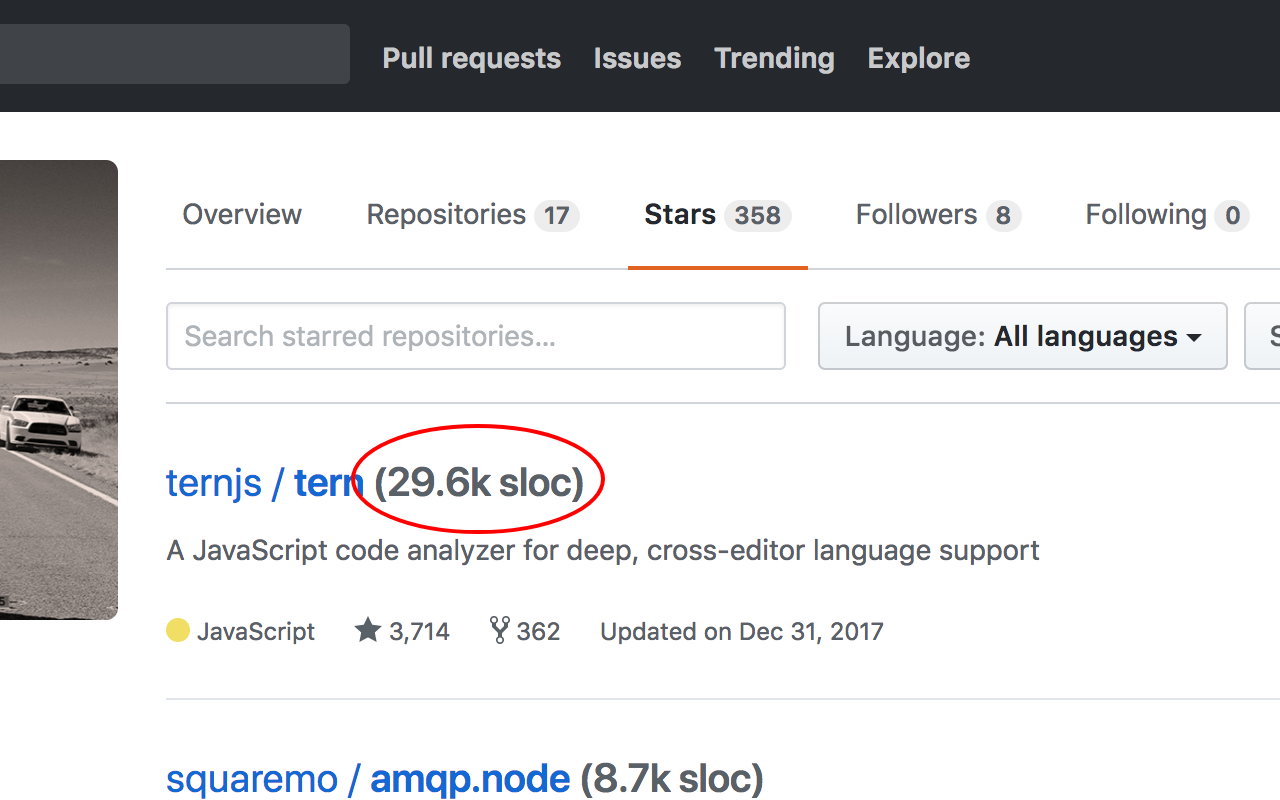 Pull requests Issues Trending Explore
Overview Repositories 17 Stars 358 Followers 8 Following 0
Search starred repositories... Language: All languages
ternjs / tern (29.6k sloc)
A JavaScript code analyzer for deep, cross-editor language support
JavaScript 3,714 362 Updated on Dec 31, 2017
squaremo / amqp.node (8.7k sloc)